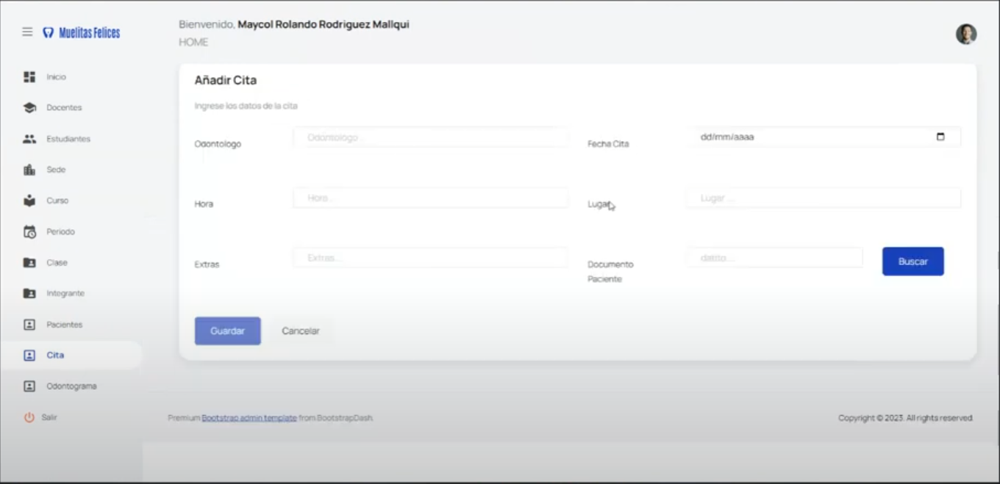 Muelitas Felices
Bienvenido, Maycol Rolando Rodriguez Mallqui
HOME
Inicio
Docentes
Estudiantes
Sede
Curso
Periodo
Clase
Integrante
Pacientes
Cita
Odontograma
Salir
Añadir Cita
Ingrese los datos de la cita
Odontologo
Odontologo ..
Fecha Cita
dd/mm/aaaa
Hora
Hora...
Lugar
Lugar ...
Extras
Extras...
Documento
Paciente
datito...
Buscar
Guardar
Cancelar
Premium Bootstrap admin template from BootstrapDash.
Copyright © 2023. All rights reserved.